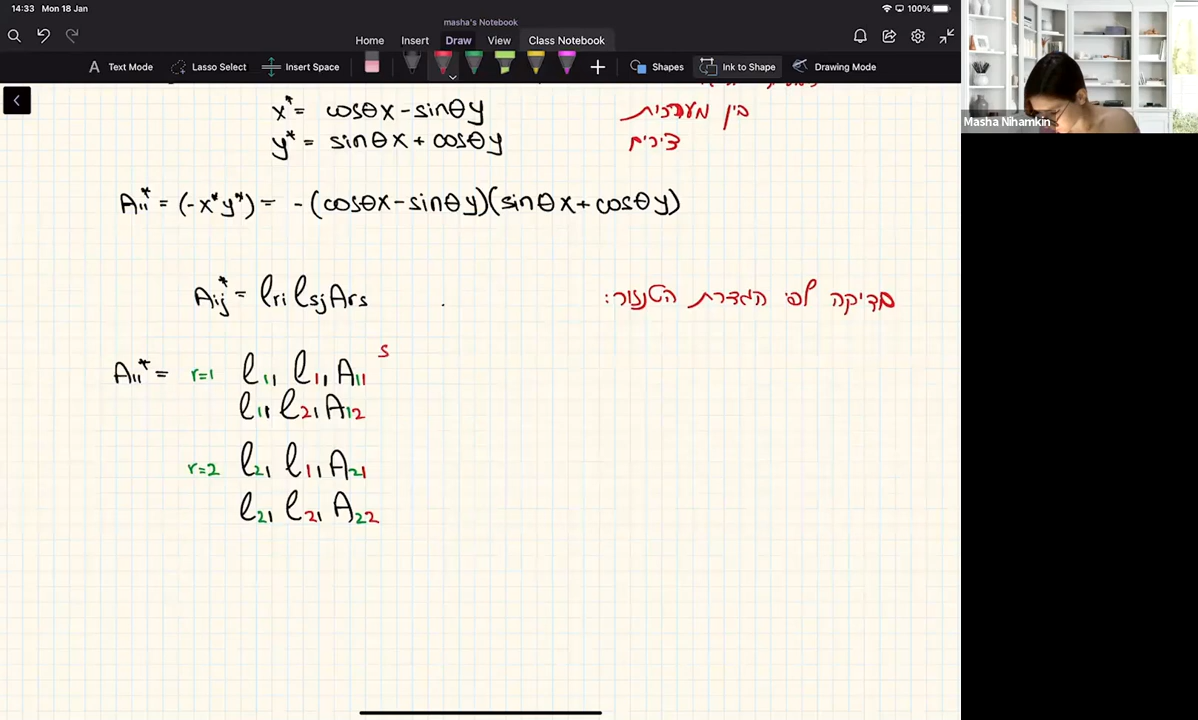 14:33 Mon 18 Jan 100%
masha's Notebook
Home Insert Draw View Class Notebook
Text Mode Lasso Select Insert Space Shapes Ink to Shape Drawing Mode
Masha Nihamkin
x* = cosθx - sinθy
בין מערכות
y* = sinθx + cosθy
צירים
A₁₁* = (-x*y*) = - (cosθx - sinθy)(sinθx + cosθy)
Aij* = lri lsj Ars
בדיקה לפי הגדרת הטנזור:
s
A₁₁* = r=1 l₁₁ l₁₁ A₁₁
l₁₁ l₂₁ A₁₂
r=2 l₂₁ l₁₁ A₂₁
l₂₁ l₂₁ A₂₂